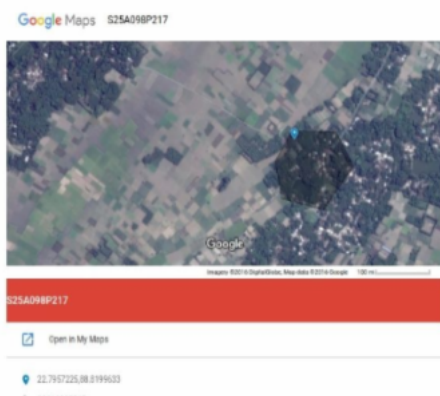 Google Maps S25A098P217
Google
Imagery ©2016 DigitalGlobe, Map data ©2016 Google 100 m
S25A098P217
Open in My Maps
22.7957225,88.8199633